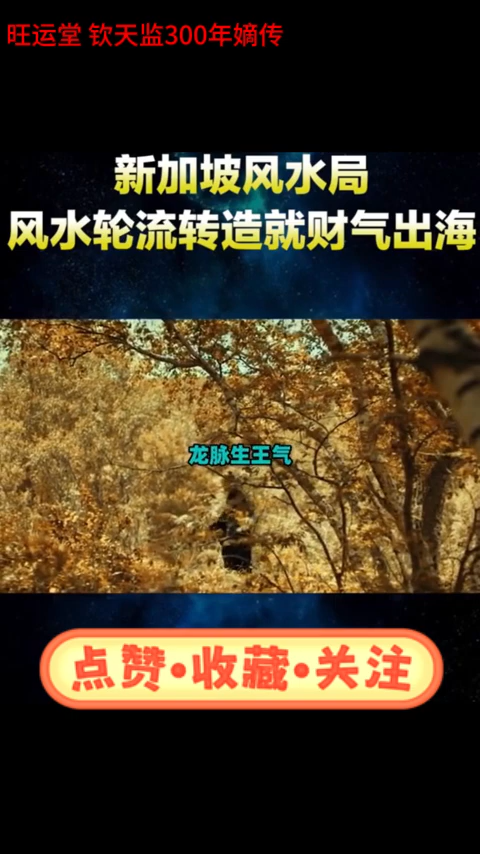 旺运堂 钦天监300年嫡传
新加坡风水局
风水轮流转造就财气出海
龙脉生王气
点赞•收藏•关注